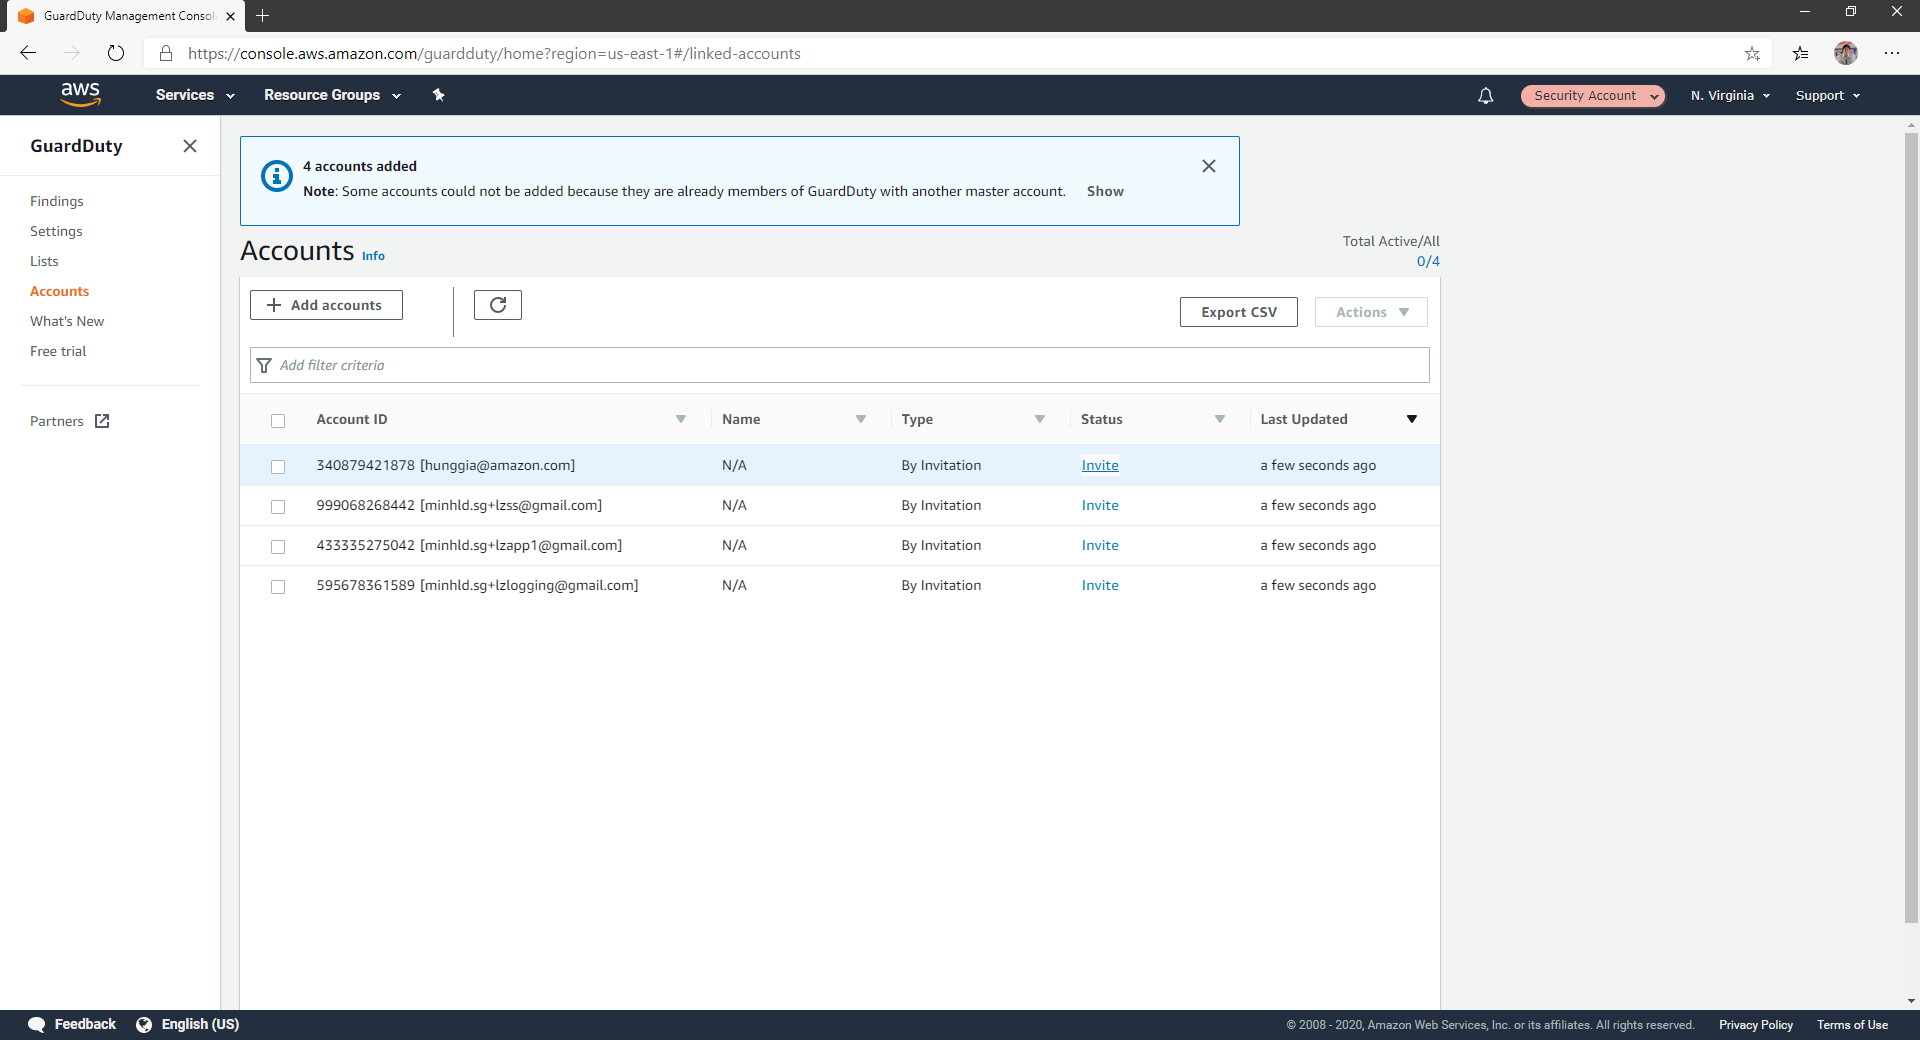 GuardDuty Management Consol
https://console.aws.amazon.com/guardduty/home?region=us-east-1#/linked-accounts
aws
Services
Resource Groups
Security Account
N. Virginia
Support
GuardDuty
Findings
Settings
Lists
Accounts
What's New
Free trial
Partners
4 accounts added
Note: Some accounts could not be added because they are already members of GuardDuty with another master account. Show
Accounts Info
Total Active/All
0/4
Add accounts
Export CSV
Actions
Add filter criteria
Account ID Name Type Status Last Updated
340879421878 [hunggia@amazon.com] N/A By Invitation Invite a few seconds ago
999068268442 [minhld.sg+lzss@gmail.com] N/A By Invitation Invite a few seconds ago
433335275042 [minhld.sg+lzapp1@gmail.com] N/A By Invitation Invite a few seconds ago
595678361589 [minhld.sg+lzlogging@gmail.com] N/A By Invitation Invite a few seconds ago
Feedback English (US)
© 2008 - 2020, Amazon Web Services, Inc. or its affiliates. All rights reserved. Privacy Policy Terms of Use